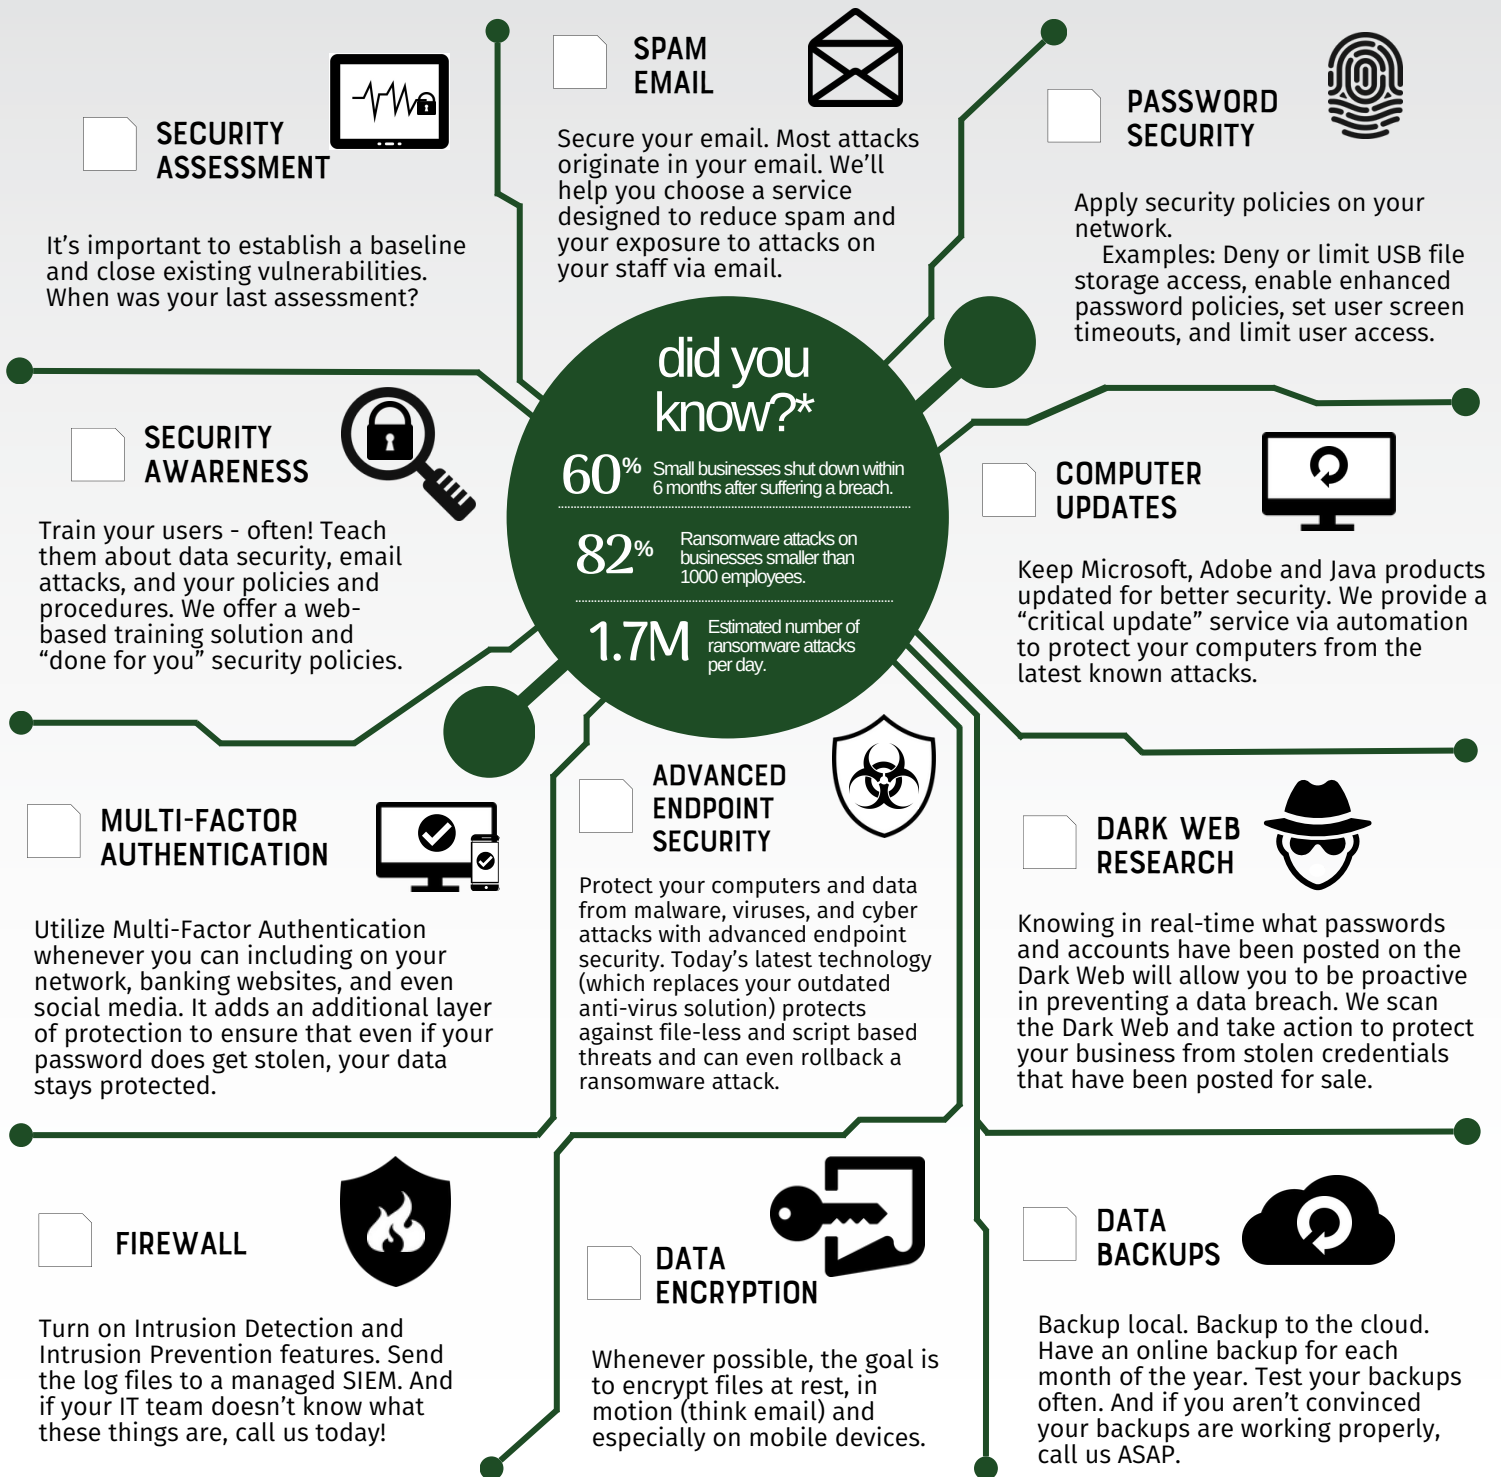 SECURITY
ASSESSMENT
It’s important to establish a baseline
and close existing vulnerabilities.
When was your last assessment?
SPAM
EMAIL
Secure your email. Most attacks
originate in your email. We’ll
help you choose a service
designed to reduce spam and
your exposure to attacks on
your staff via email.
PASSWORD
SECURITY
Apply security policies on your
network.
Examples: Deny or limit USB file
storage access, enable enhanced
password policies, set user screen
timeouts, and limit user access.
did you
know?*
60% Small businesses shut down within
6 months after suffering a breach.
82% Ransomware attacks on
businesses smaller than
1000 employees.
1.7M Estimated number of
ransomware attacks
per day.
SECURITY
AWARENESS
Train your users - often! Teach
them about data security, email
attacks, and your policies and
procedures. We offer a web-
based training solution and
“done for you” security policies.
COMPUTER
UPDATES
Keep Microsoft, Adobe and Java products
updated for better security. We provide a
“critical update” service via automation
to protect your computers from the
latest known attacks.
MULTI-FACTOR
AUTHENTICATION
Utilize Multi-Factor Authentication
whenever you can including on your
network, banking websites, and even
social media. It adds an additional layer
of protection to ensure that even if your
password does get stolen, your data
stays protected.
ADVANCED
ENDPOINT
SECURITY
Protect your computers and data
from malware, viruses, and cyber
attacks with advanced endpoint
security. Today’s latest technology
(which replaces your outdated
anti-virus solution) protects
against file-less and script based
threats and can even rollback a
ransomware attack.
DARK WEB
RESEARCH
Knowing in real-time what passwords
and accounts have been posted on the
Dark Web will allow you to be proactive
in preventing a data breach. We scan
the Dark Web and take action to protect
your business from stolen credentials
that have been posted for sale.
FIREWALL
Turn on Intrusion Detection and
Intrusion Prevention features. Send
the log files to a managed SIEM. And
if your IT team doesn’t know what
these things are, call us today!
DATA
ENCRYPTION
Whenever possible, the goal is
to encrypt files at rest, in
motion (think email) and
especially on mobile devices.
DATA
BACKUPS
Backup local. Backup to the cloud.
Have an online backup for each
month of the year. Test your backups
often. And if you aren’t convinced
your backups are working properly,
call us ASAP.